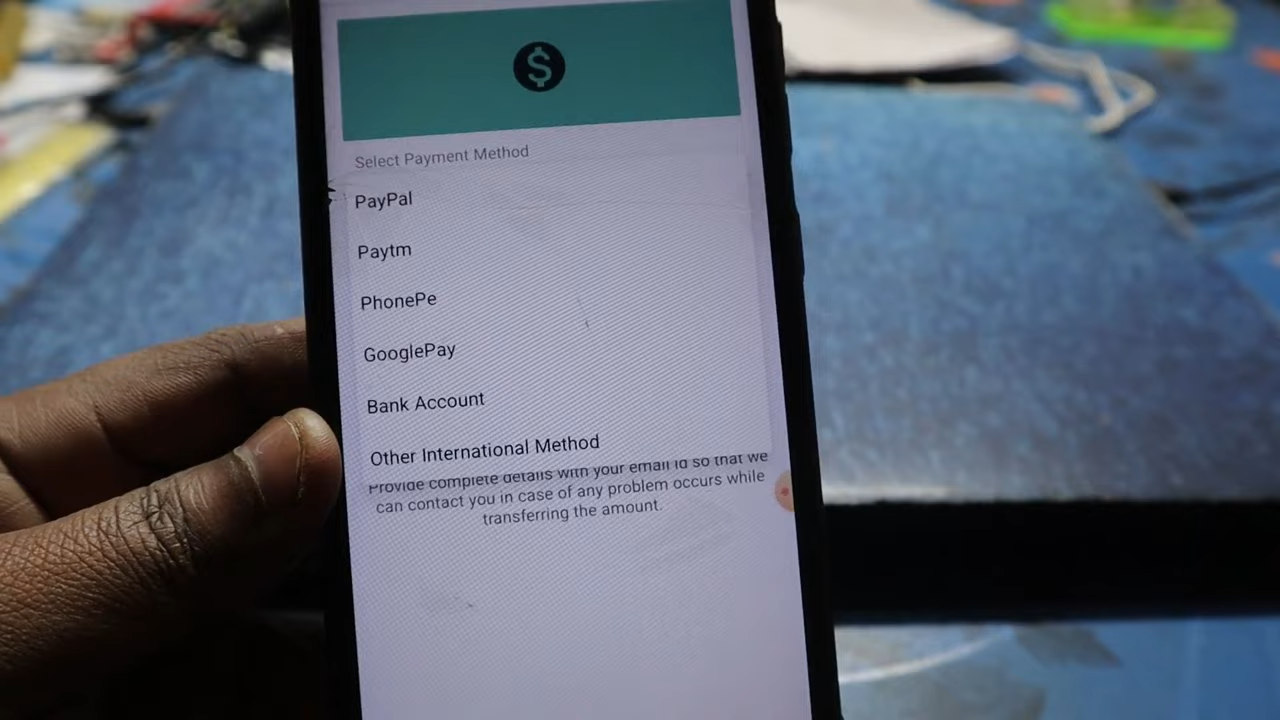 $
Select Payment Method
PayPal
Paytm
PhonePe
GooglePay
Bank Account
Other International Method
Provide complete details with your email id so that we
can contact you in case of any problem occurs while
transferring the amount.